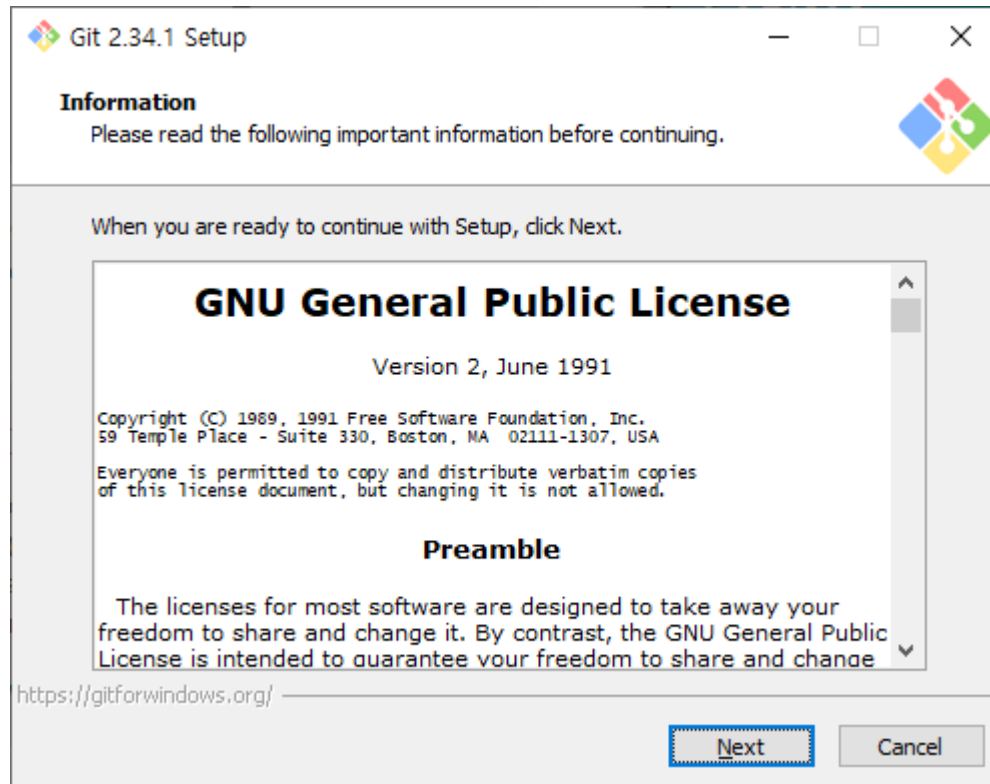 Git 2.34.1 Setup
Information
Please read the following important information before continuing.
When you are ready to continue with Setup, click Next.
GNU General Public License
Version 2, June 1991
Copyright (C) 1989, 1991 Free Software Foundation, Inc.
59 Temple Place - Suite 330, Boston, MA  02111-1307, USA
Everyone is permitted to copy and distribute verbatim copies
of this license document, but changing it is not allowed.
Preamble
The licenses for most software are designed to take away your
freedom to share and change it. By contrast, the GNU General Public
License is intended to guarantee your freedom to share and change
https://gitforwindows.org/
Next
Cancel